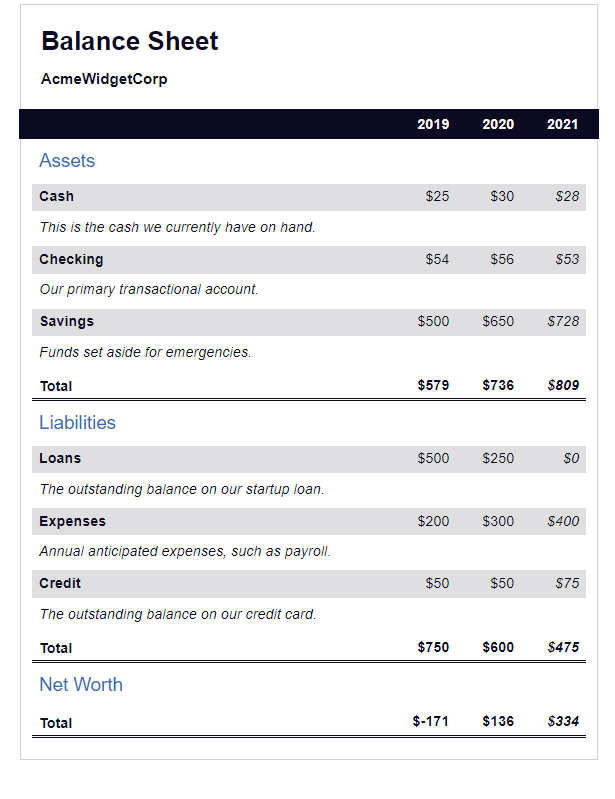 Balance Sheet
AcmeWidgetCorp
2019 2020 2021
Assets
Cash $25 $30 $28
This is the cash we currently have on hand.
Checking $54 $56 $53
Our primary transactional account.
Savings $500 $650 $728
Funds set aside for emergencies.
Total $579 $736 $809
Liabilities
Loans $500 $250 $0
The outstanding balance on our startup loan.
Expenses $200 $300 $400
Annual anticipated expenses, such as payroll.
Credit $50 $50 $75
The outstanding balance on our credit card.
Total $750 $600 $475
Net Worth
Total $-171 $136 $334